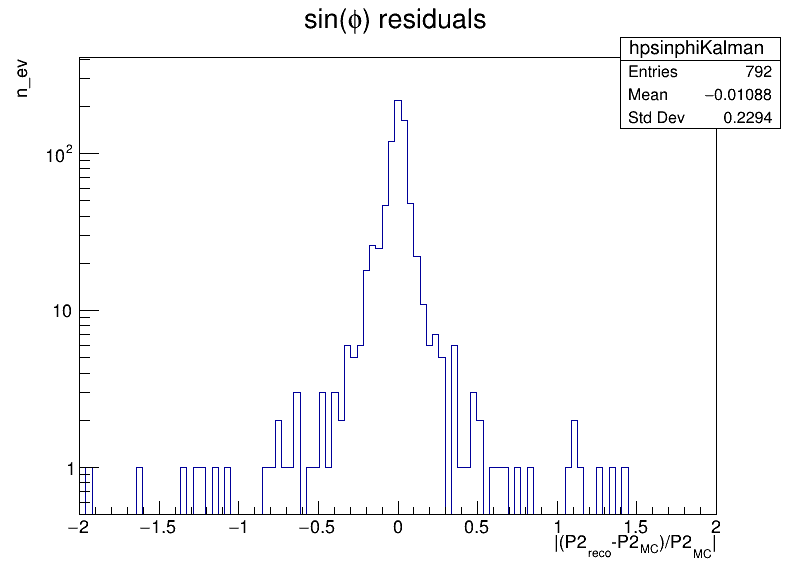 sin(ϕ) residuals
hpsinphiKalman
Entries 792
Mean −0.01088
Std Dev 0.2294
n_ev
10²
10
1
−2 −1.5 −1 −0.5 0 0.5 1 1.5 2
|(P2reco-P2MC)/P2MC|